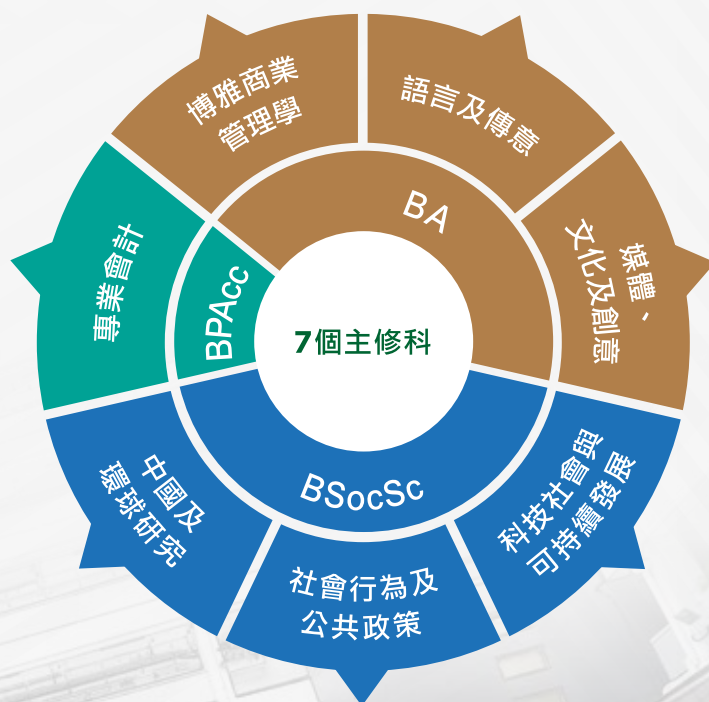 7個主修科
BA
博雅商業
管理學
語言及傳意
媒體、
文化及創意
BSocSc
科技社會與
可持續發展
社會行為及
公共政策
中國及
環球研究
BPAcc
專業會計